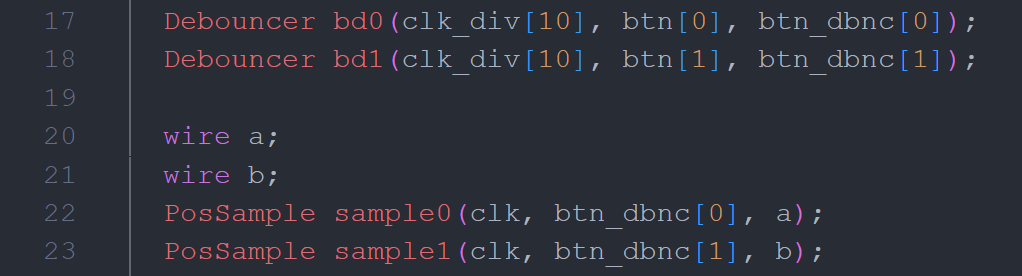 17 Debouncer bd0(clk_div[10], btn[0], btn_dbnc[0]);
18 Debouncer bd1(clk_div[10], btn[1], btn_dbnc[1]);
19
20 wire a;
21 wire b;
22 PosSample sample0(clk, btn_dbnc[0], a);
23 PosSample sample1(clk, btn_dbnc[1], b);